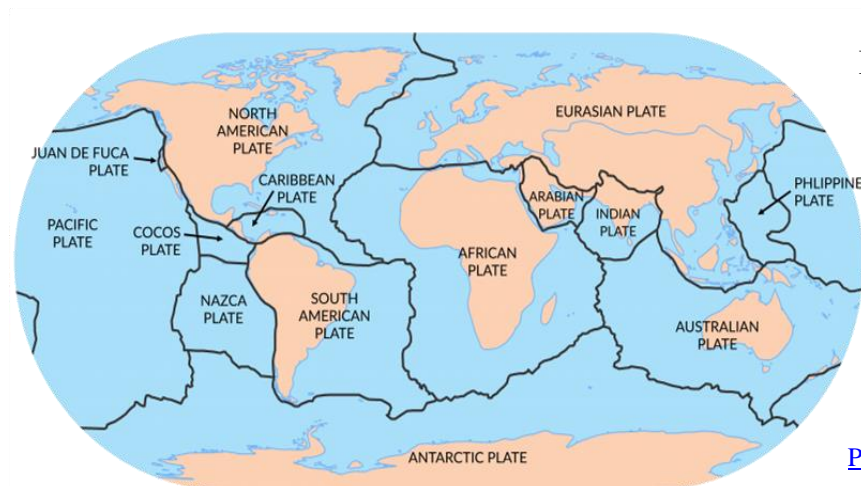 NORTH
AMERICAN
PLATE
EURASIAN PLATE
JUAN DE FUCA
PLATE
CARIBBEAN
PLATE
ARABIAN
PLATE
INDIAN
PLATE
PHLIPPINE
PLATE
PACIFIC
PLATE
COCOS
PLATE
AFRICAN
PLATE
NAZCA
PLATE
SOUTH
AMERICAN
PLATE
AUSTRALIAN
PLATE
ANTARCTIC PLATE
P